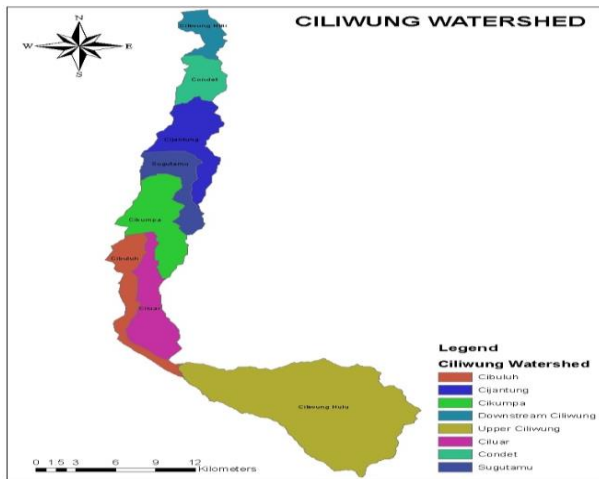 CILIWUNG WATERSHED
N
W
E
S
Condet
Cijantung
Sugutamu
Cikumpa
Cibuluh
Ciluar
Ciliwung Hulu
Legend
Ciliwung Watershed
Cibuluh
Cijantung
Cikumpa
Downstream Ciliwung
Upper Ciliwung
Ciluar
Condet
Sugutamu
0 1,5 3 6 9 12
Kilometers